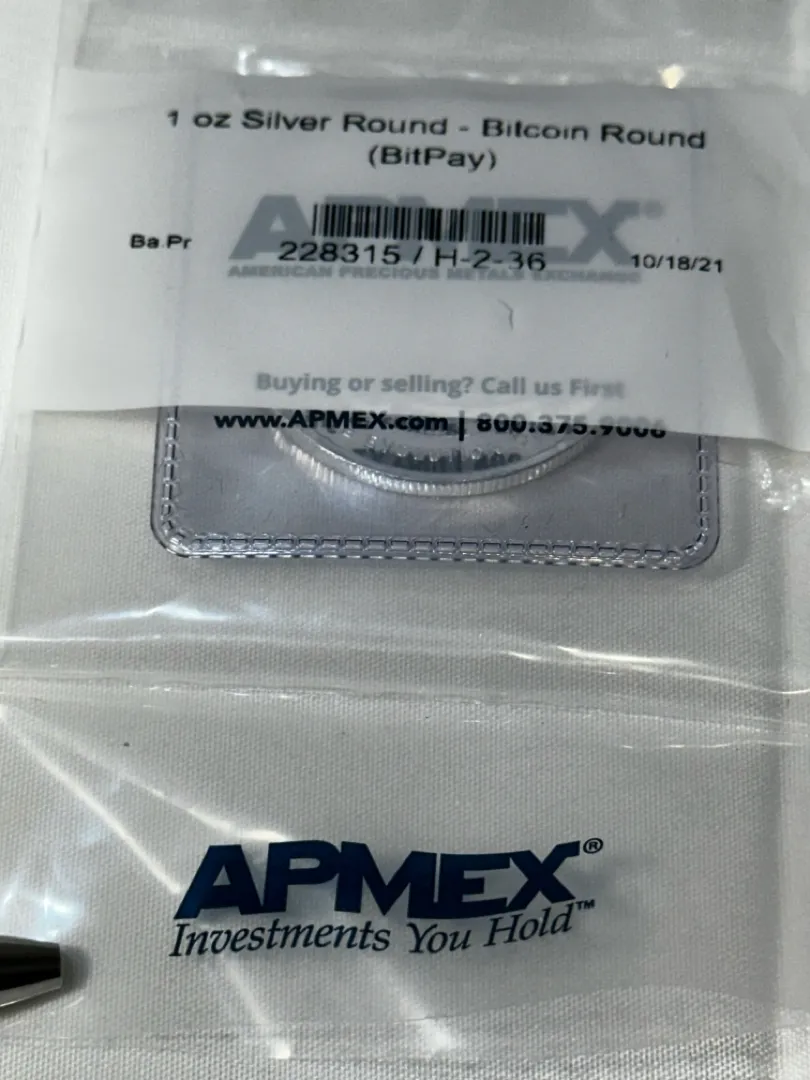 1 oz Silver Round - Bitcoin Round
(BitPay)
APMEX®
Ba.Pr
228315 / H-2-36
10/18/21
AMERICAN PRECIOUS METALS EXCHANGE
Buying or selling? Call us First
www.APMEX.com | 800.375.9006
APMEX®
Investments You Hold™